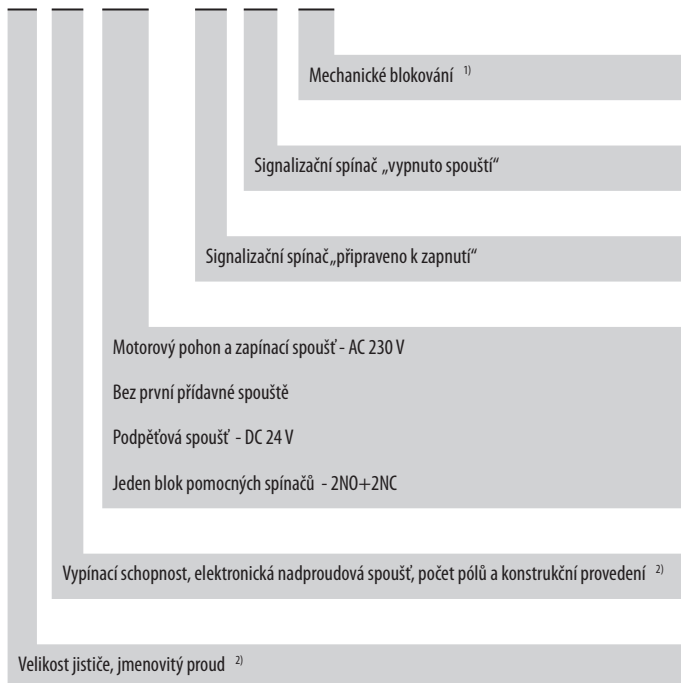 Mechanické blokování 1)
Signalizační spínač „vypnuto spouští“
Signalizační spínač „připraveno k zapnutí“
Motorový pohon a zapínací spoušť - AC 230 V
Bez první přídavné spouště
Podpěťová spoušť - DC 24 V
Jeden blok pomocných spínačů - 2NO+2NC
Vypínací schopnost, elektronická nadproudová spoušť, počet pólů a konstrukční provedení 2)
Velikost jističe, jmenovitý proud 2)